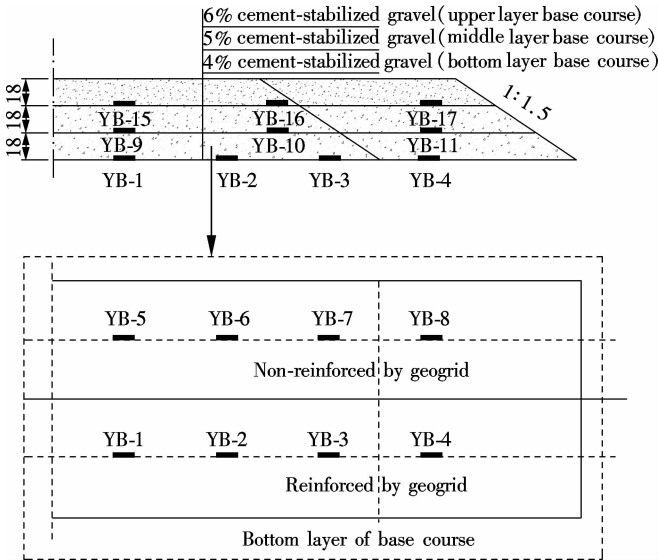 6% cement-stabilized gravel(upper layer base course)
5% cement-stabilized gravel(middle layer base course)
4% cement-stabilized gravel(bottom layer base course)
18
18
18
1:1.5
YB-15
YB-16
YB-17
YB-9
YB-10
YB-11
YB-1
YB-2
YB-3
YB-4
YB-5
YB-6
YB-7
YB-8
Non-reinforced by geogrid
YB-1
YB-2
YB-3
YB-4
Reinforced by geogrid
Bottom layer of base course